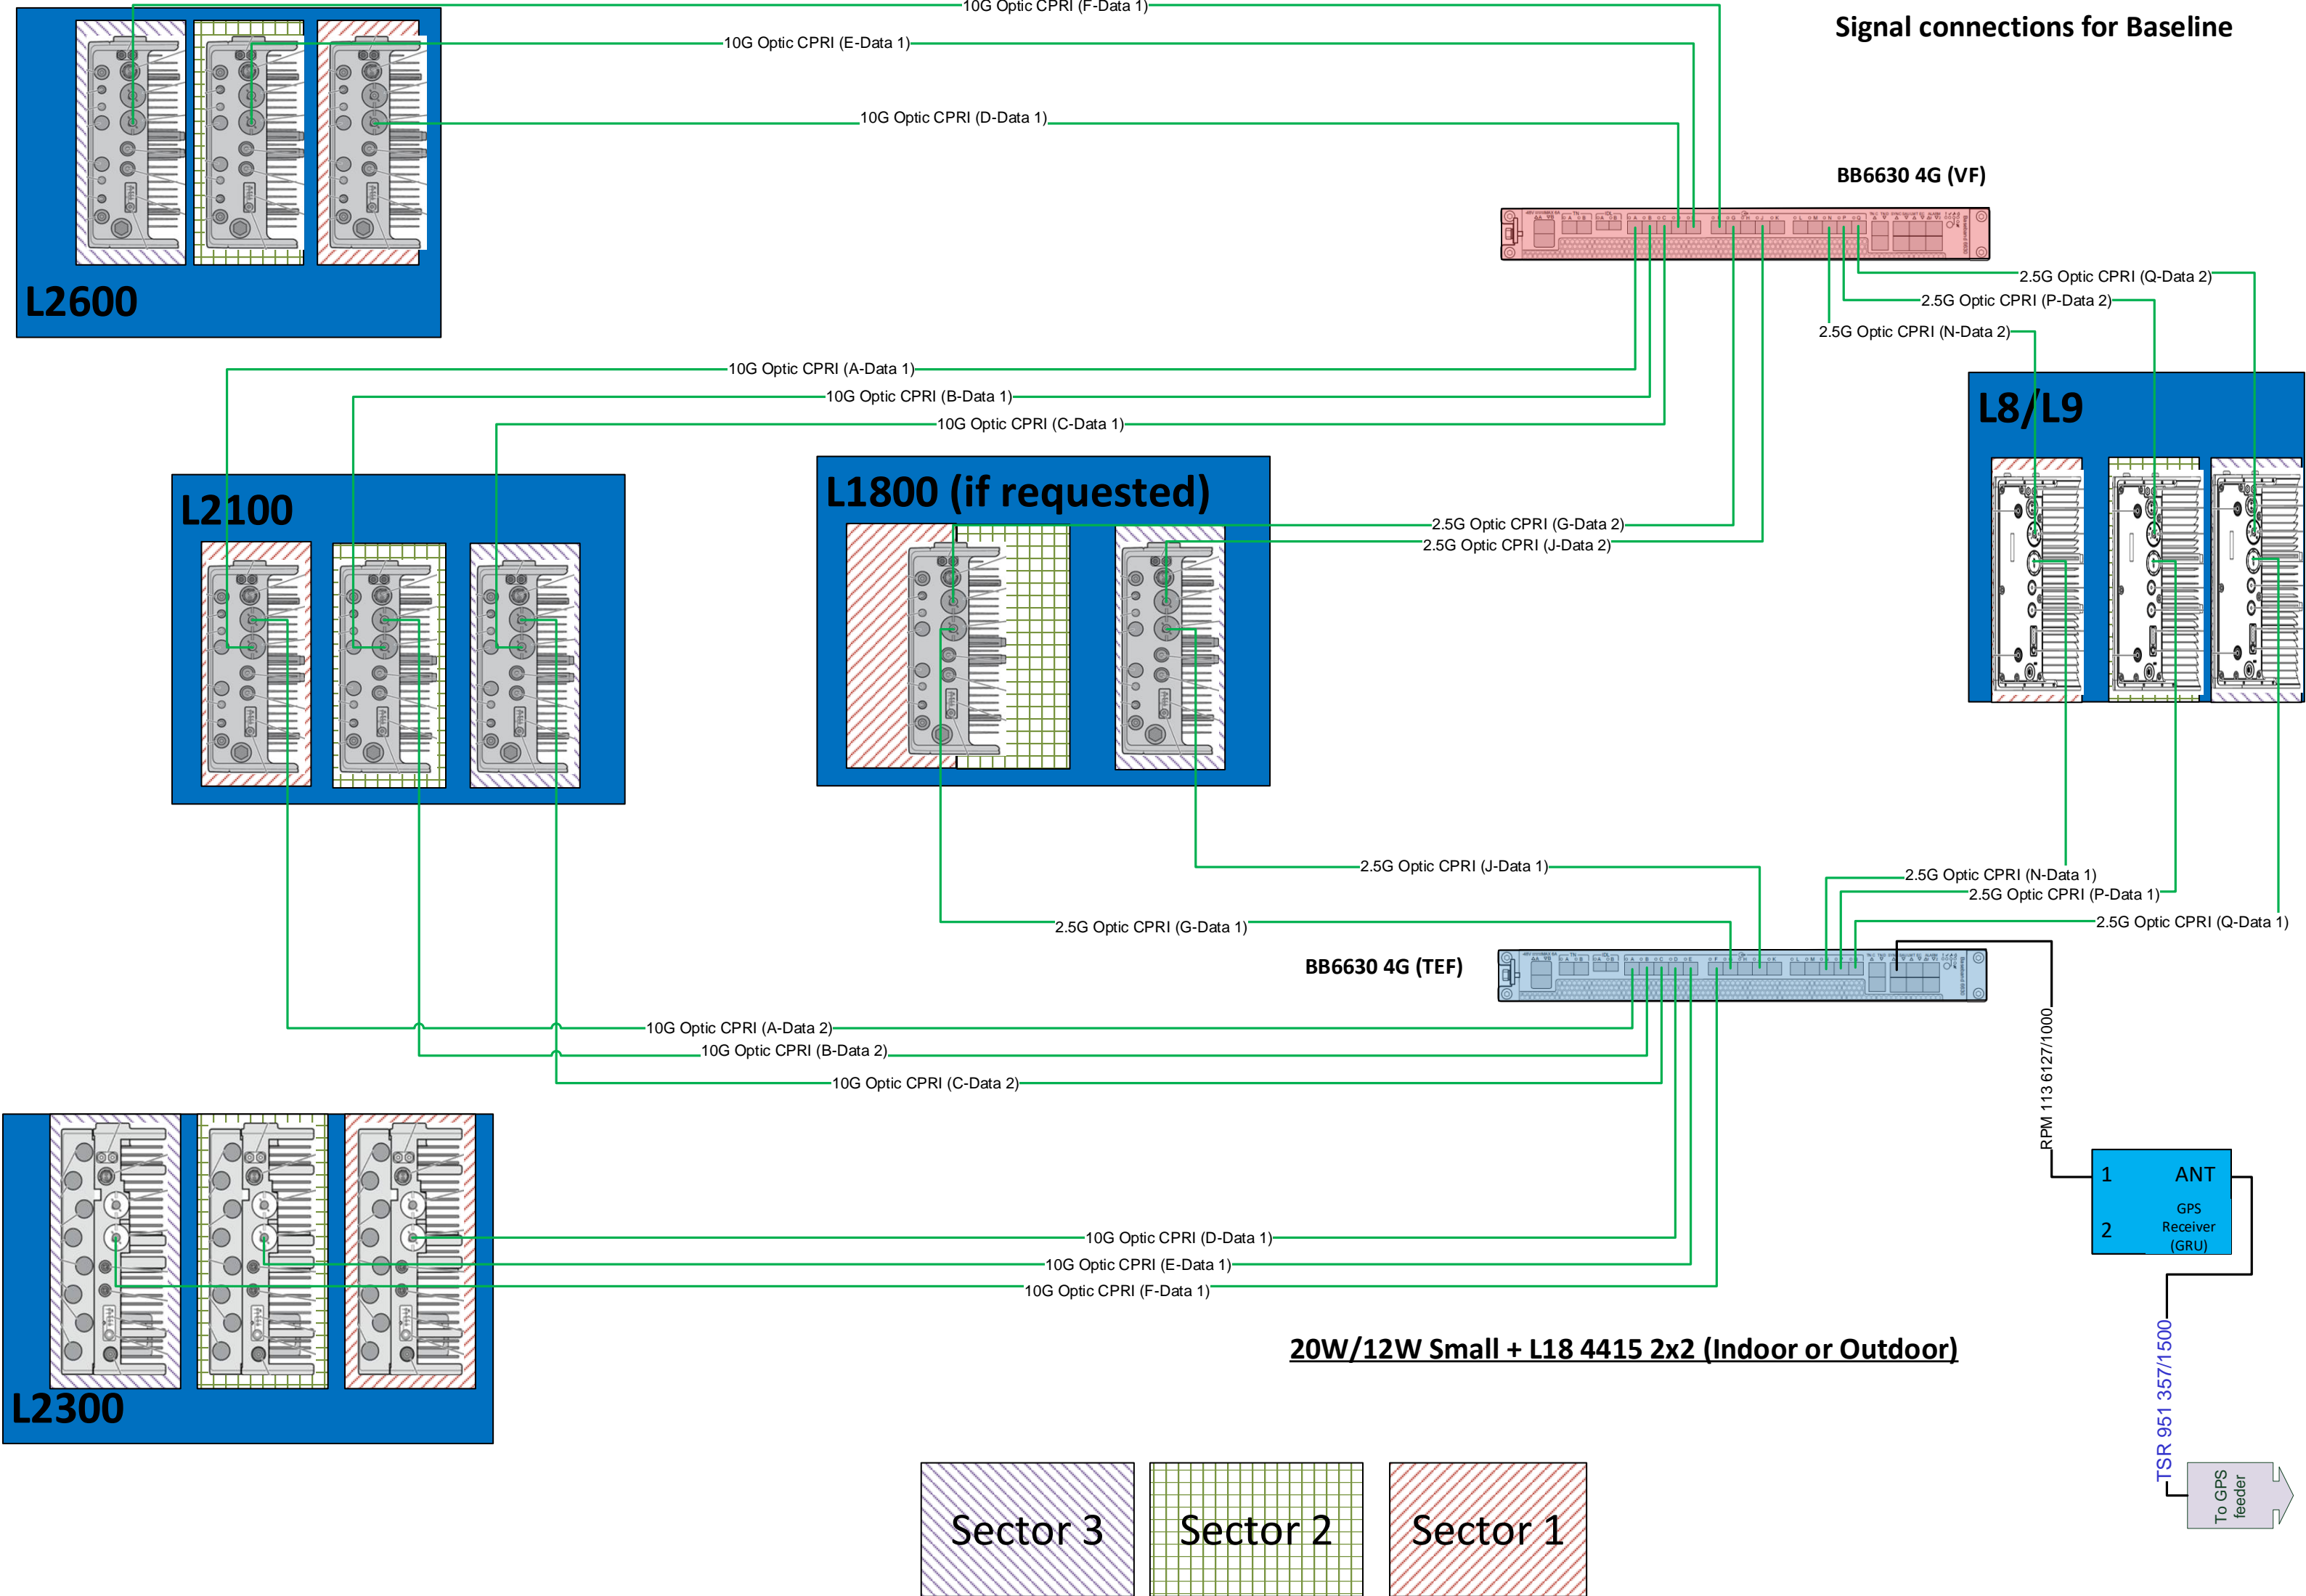 10G Optic CPRI (F-Data 1)
Signal connections for Baseline
10G Optic CPRI (E-Data 1)
10G Optic CPRI (D-Data 1)
BB6630 4G (VF)
L2600
2.5G Optic CPRI (Q-Data 2)
2.5G Optic CPRI (P-Data 2)
2.5G Optic CPRI (N-Data 2)
10G Optic CPRI (A-Data 1)
10G Optic CPRI (B-Data 1)
10G Optic CPRI (C-Data 1)
L8/L9
L2100
L1800 (if requested)
2.5G Optic CPRI (G-Data 2)
2.5G Optic CPRI (J-Data 2)
2.5G Optic CPRI (J-Data 1)
2.5G Optic CPRI (N-Data 1)
2.5G Optic CPRI (P-Data 1)
2.5G Optic CPRI (G-Data 1)
2.5G Optic CPRI (Q-Data 1)
BB6630 4G (TEF)
10G Optic CPRI (A-Data 2)
10G Optic CPRI (B-Data 2)
10G Optic CPRI (C-Data 2)
RPM 113 6127/1000
1 ANT
2
GPS
Receiver
(GRU)
10G Optic CPRI (D-Data 1)
10G Optic CPRI (E-Data 1)
10G Optic CPRI (F-Data 1)
20W/12W Small + L18 4415 2x2 (Indoor or Outdoor)
L2300
TSR 951 357/1500
To GPS
feeder
Sector 3
Sector 2
Sector 1